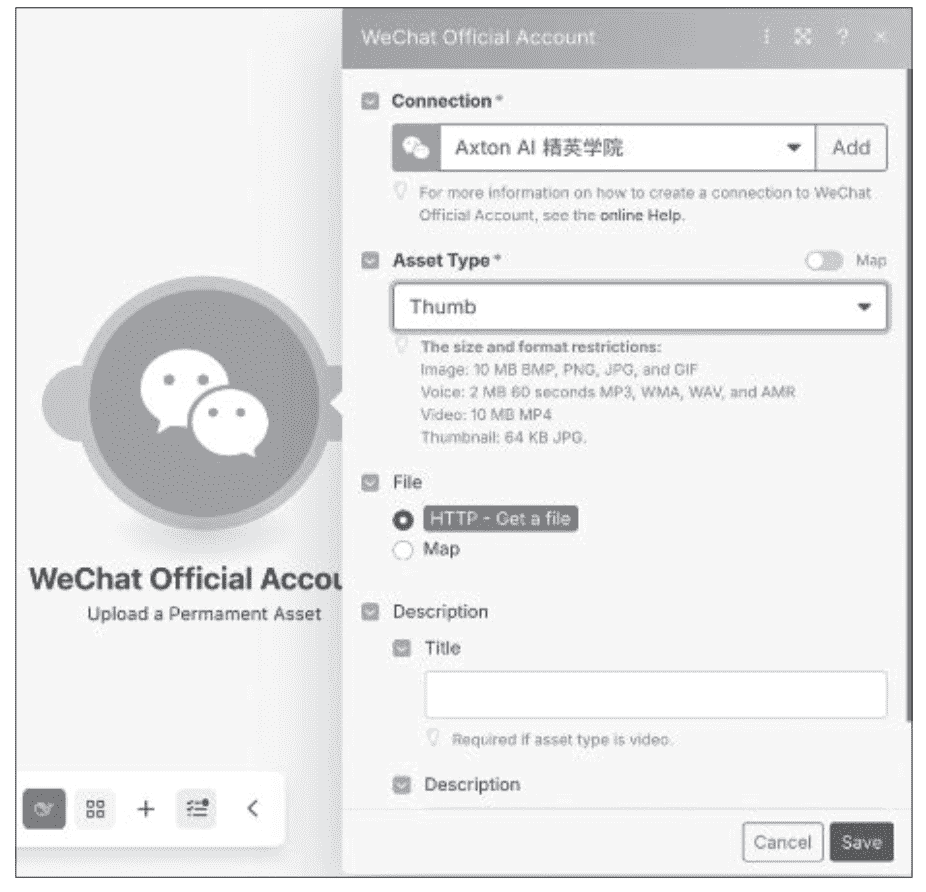 WeChat Official Account
Connection *
Axton AI 精英学院
Add
For more information on how to create a connection to WeChat
Official Account, see the online Help.
Asset Type *
Map
Thumb
The size and format restrictions:
Image: 10 MB BMP, PNG, JPG, and GIF
Voice: 2 MB 60 seconds MP3, WMA, WAV, and AMR
Video: 10 MB MP4
Thumbnail: 64 KB JPG.
File
HTTP - Get a file
Map
WeChat Official Accou
Upload a Permament Asset
Description
Title
Required if asset type is video.
Description
Cancel
Save